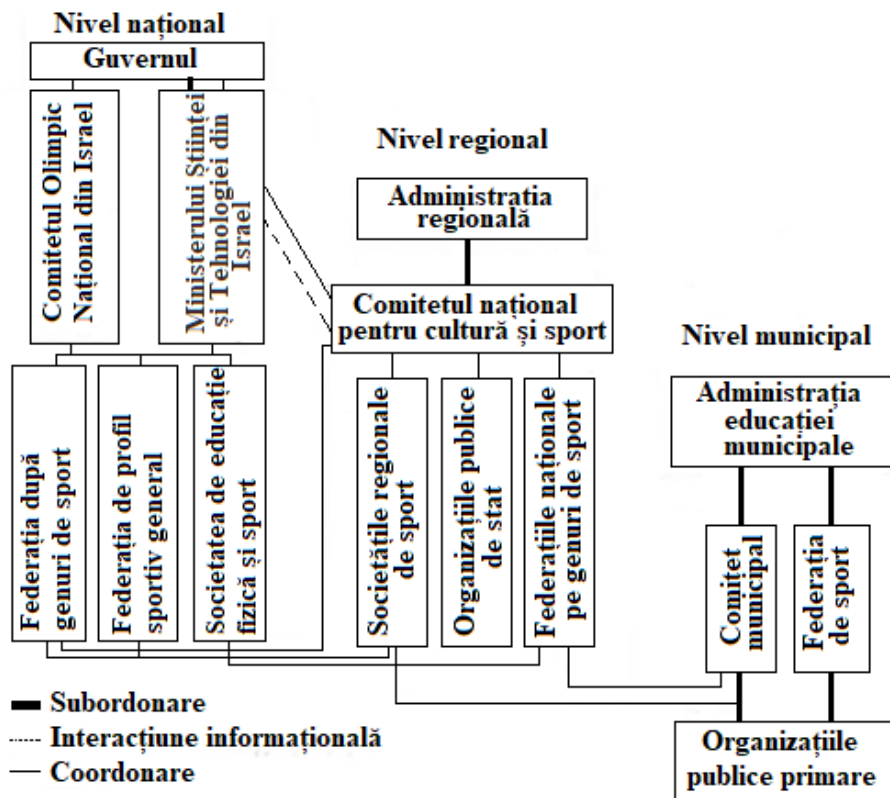 Nivel național
Guvernul
Comitetul Olimpic
Național din Israel
Ministerului Științei
și Tehnologiei din
Israel
Federația după
genuri de sport
Federația de profil
sportiv general
Societatea de educație
fizică și sport
Nivel regional
Administratia
regională
Comitetul național
pentru cultură și sport
Societățile regionale
de sport
Organizațiile publice
de stat
Federațiile naționale
pe genuri de sport
Nivel municipal
Administrația
educației
municipale
Comitet
municipal
Federația
de sport
Organizațiile
publice primare
Subordonare
Interacțiune informațională
Coordonare